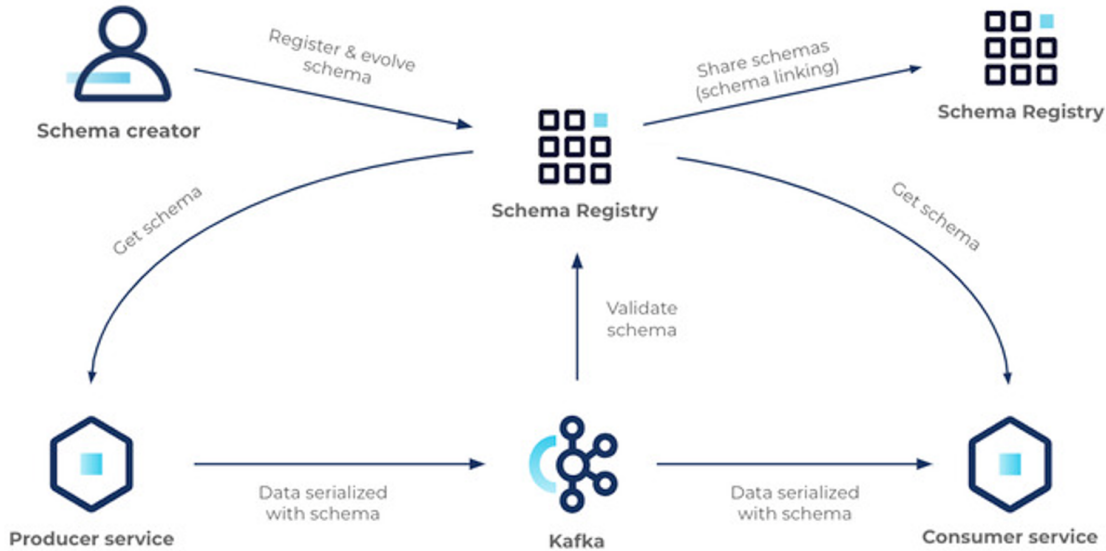 Register & evolve
schema
Share schemas
(schema linking)
Schema creator
Schema Registry
Schema Registry
Get schema
Get schema
Validate
schema
Data serialized
with schema
Data serialized
with schema
Producer service
Kafka
Consumer service